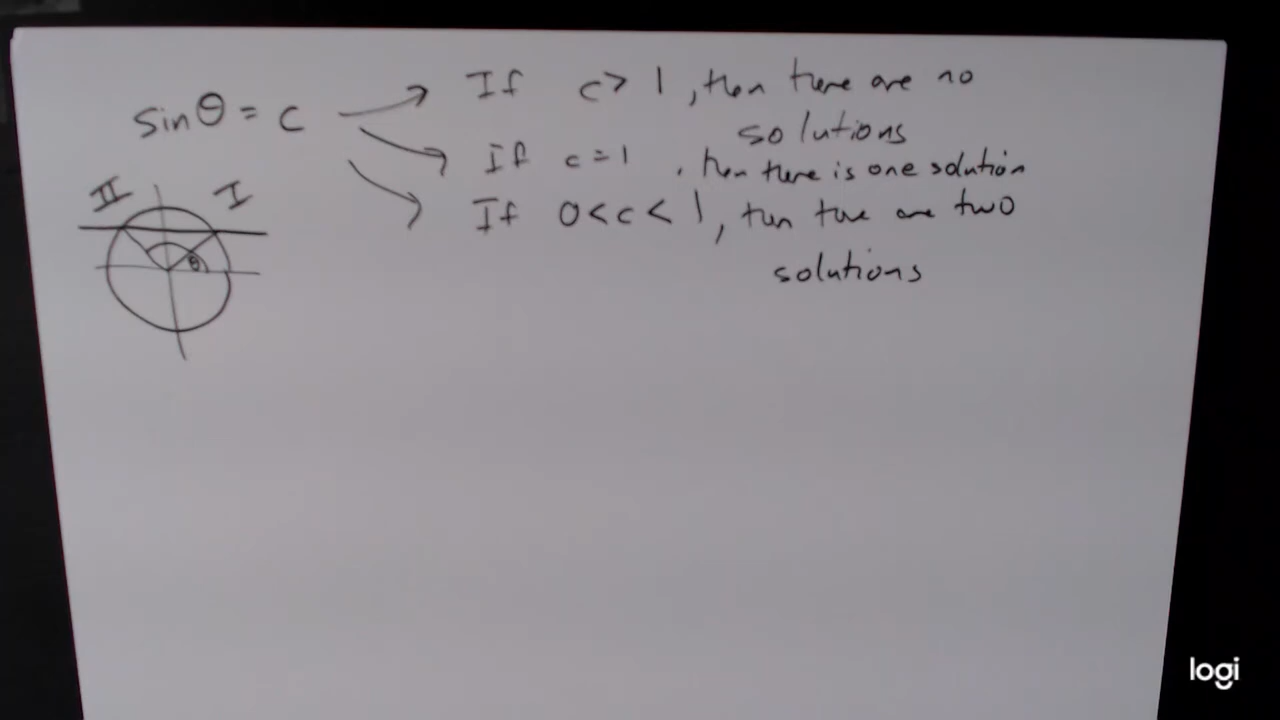 sin θ = c
If c > 1, then there are no
solutions
If c = 1, then there is one solution
If 0 < c < 1, then there are two
solutions
II I
θ
logi